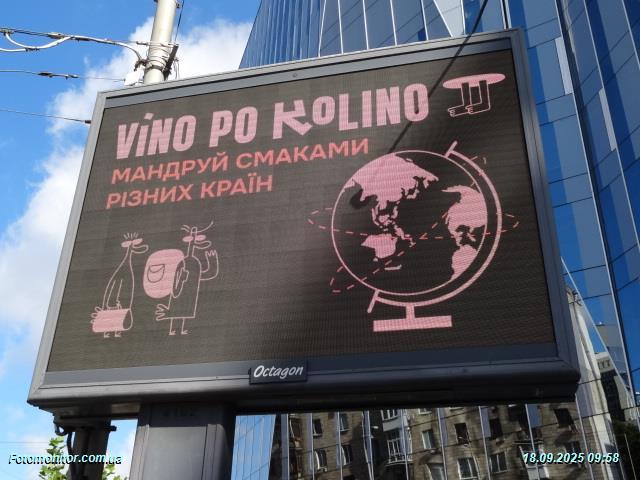 VINO PO KOLINO
МАНДРУЙ СМАКАМИ
РІЗНИХ КРАЇН
Octagon
Fotomonitor.com.ua
18.09.2025 09:58